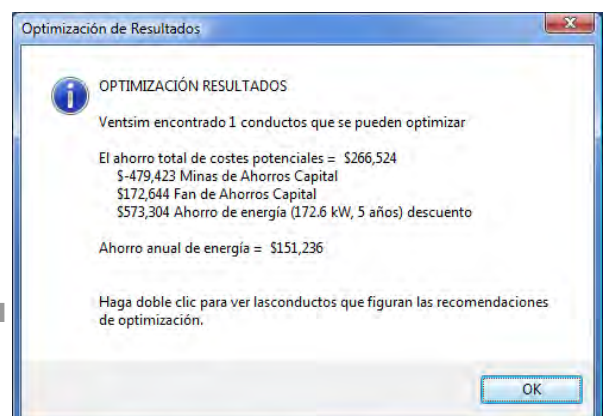 Optimización de Resultados
OPTIMIZACIÓN RESULTADOS
Ventsim encontrado 1 conductos que se pueden optimizar
El ahorro total de costes potenciales = $266,524
$-479,423 Minas de Ahorros Capital
$172,644 Fan de Ahorros Capital
$573,304 Ahorro de energía (172.6 kW, 5 años) descuento
Ahorro anual de energía = $151,236
Haga doble clic para ver lasconductos que figuran las recomendaciones
de optimización.
OK